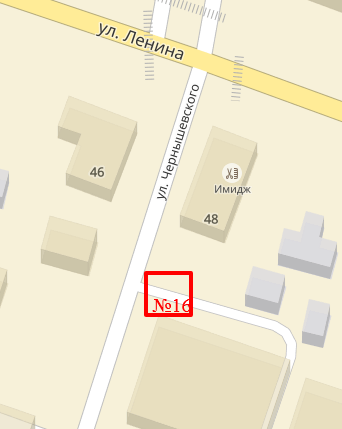 ул. Ленина
ул. Чернышевского
46
Имидж
48
№16